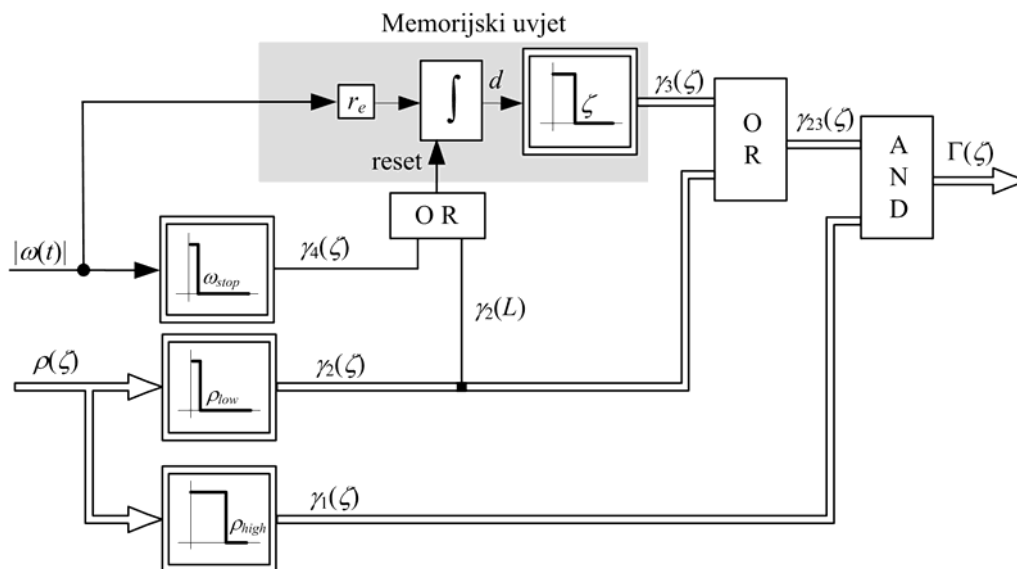 Memorijski uvjet
r_e
∫
d
ζ
γ₃(ζ)
O
R
γ₂₃(ζ)
A
N
D
Γ(ζ)
reset
O R
|ω(t)|
ω_stop
γ₄(ζ)
γ₂(L)
ρ(ζ)
ρ_low
γ₂(ζ)
ρ_high
γ₁(ζ)